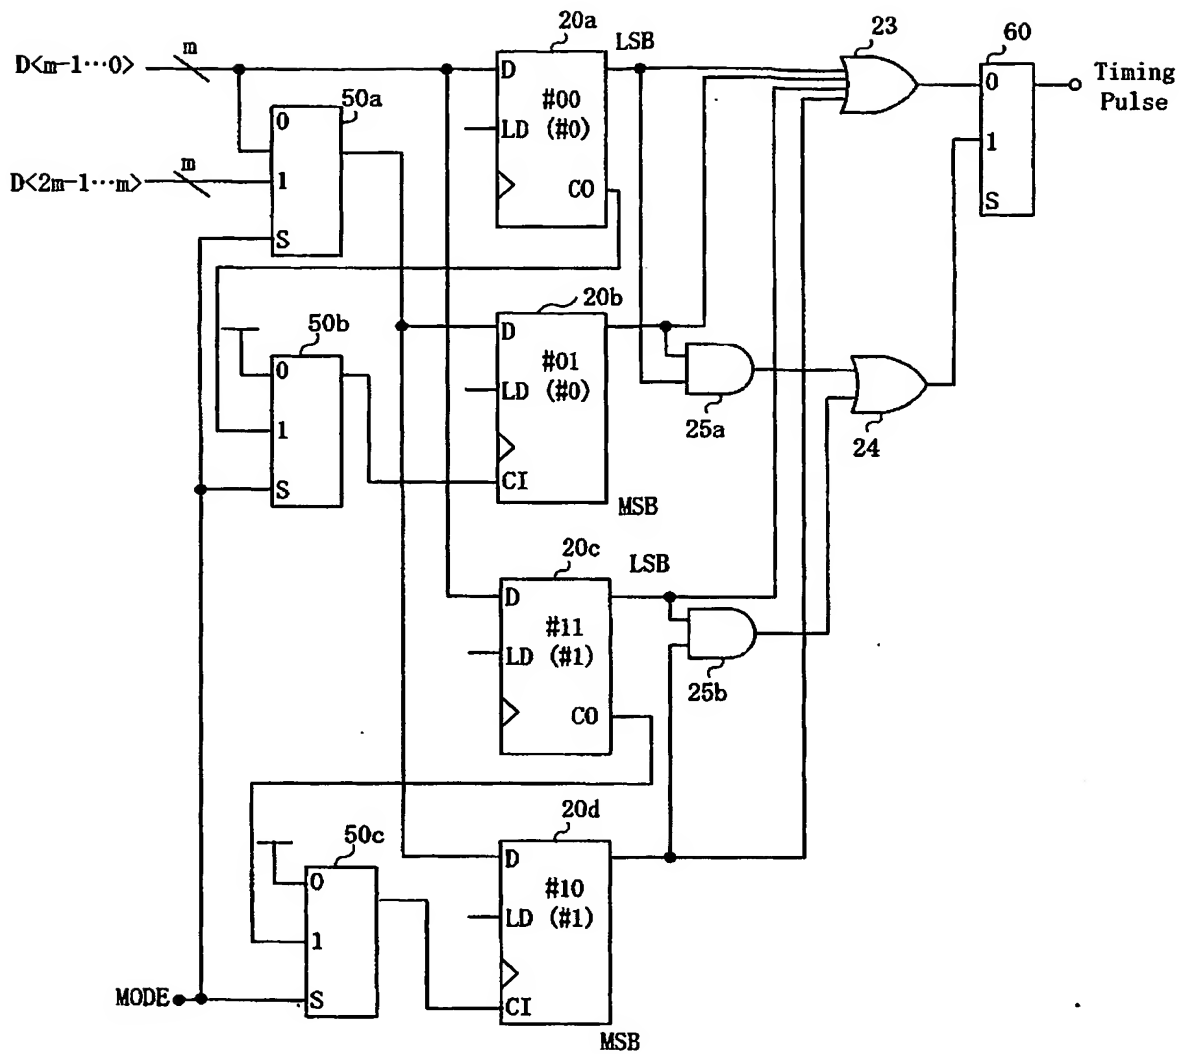 20a
LSB
23
60
m
D<m-1···0>
D
#00
LD (#0)
CO
0
1
S
Timing
Pulse
50a
0
1
S
m
D<2m-1···m>
20b
D
#01
LD (#0)
CI
MSB
50b
0
1
S
25a
24
20c
LSB
D
#11
LD (#1)
CO
25b
20d
D
#10
LD (#1)
CI
MSB
50c
0
1
S
MODE